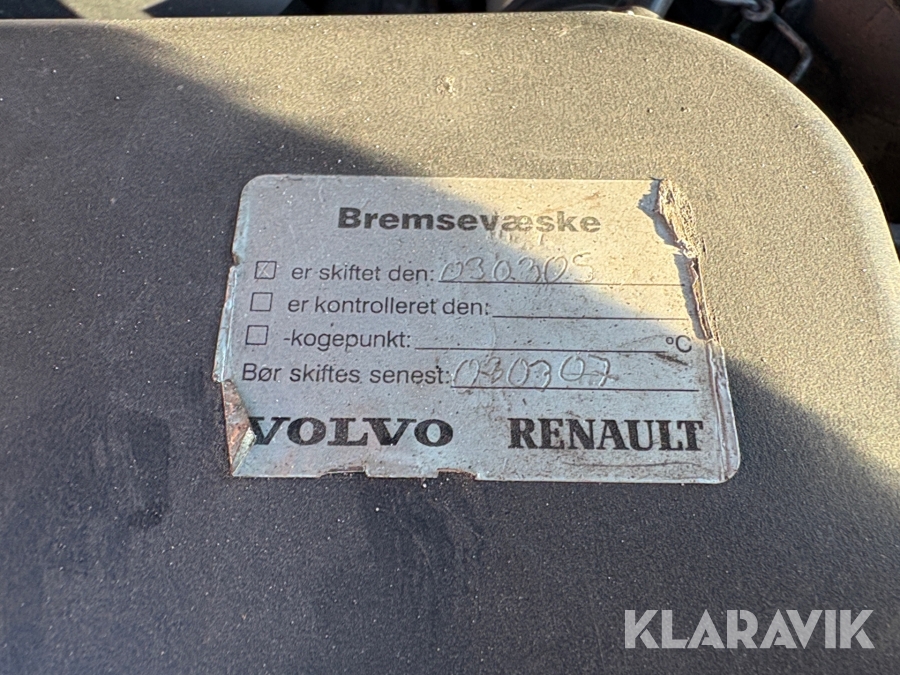 Bremsevæske
☒ er skiftet den: 030305
☐ er kontrolleret den:
☐ -kogepunkt: °C
Bør skiftes senest: 030307
VOLVO RENAULT
KLARAVIK